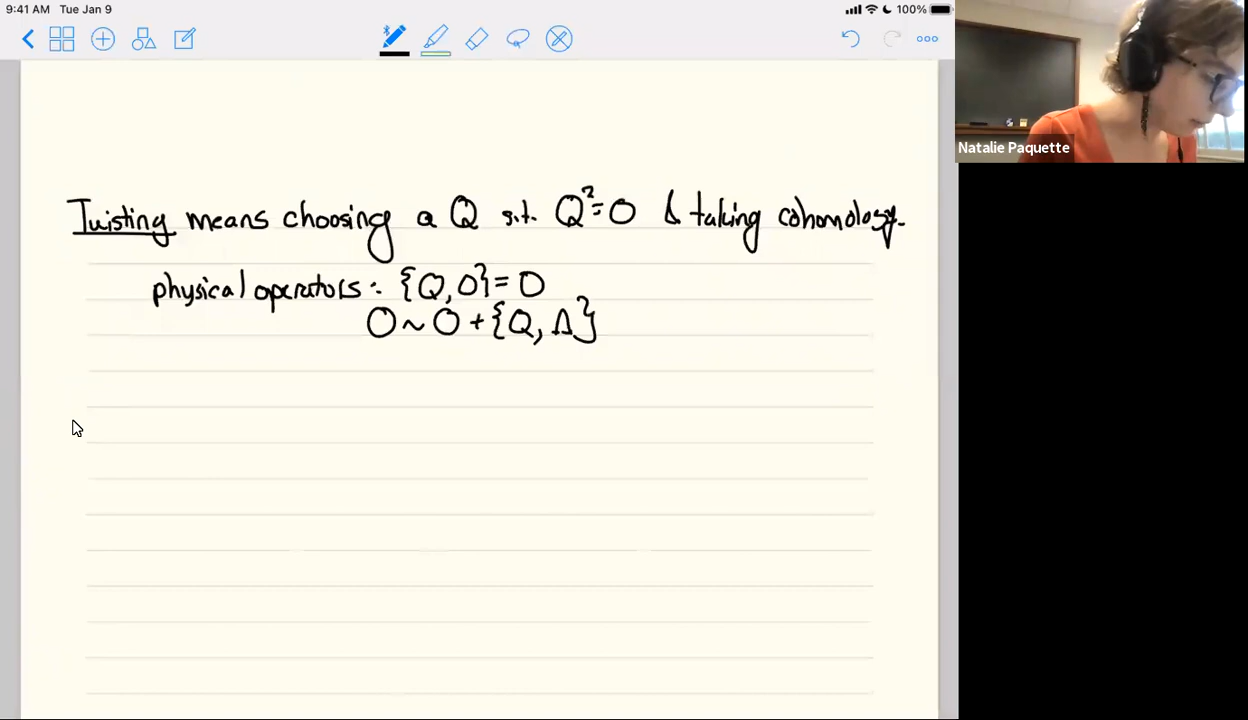 9:41 AM Tue Jan 9
100%
Natalie Paquette
Twisting means choosing a Q s.t. Q²=0 & taking cohomology.
physical operators: {Q, O}=0
O ~ O + {Q, Λ}